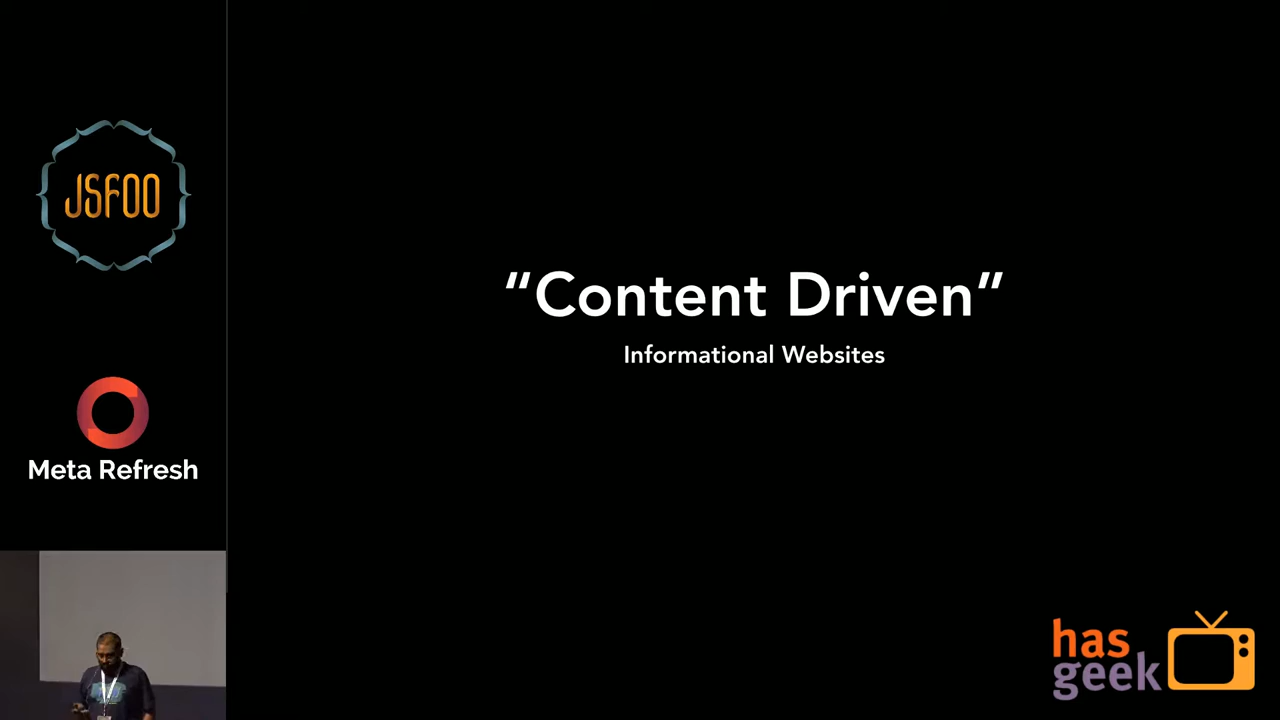 JSFOO
Meta Refresh
“Content Driven”
Informational Websites
has
geek